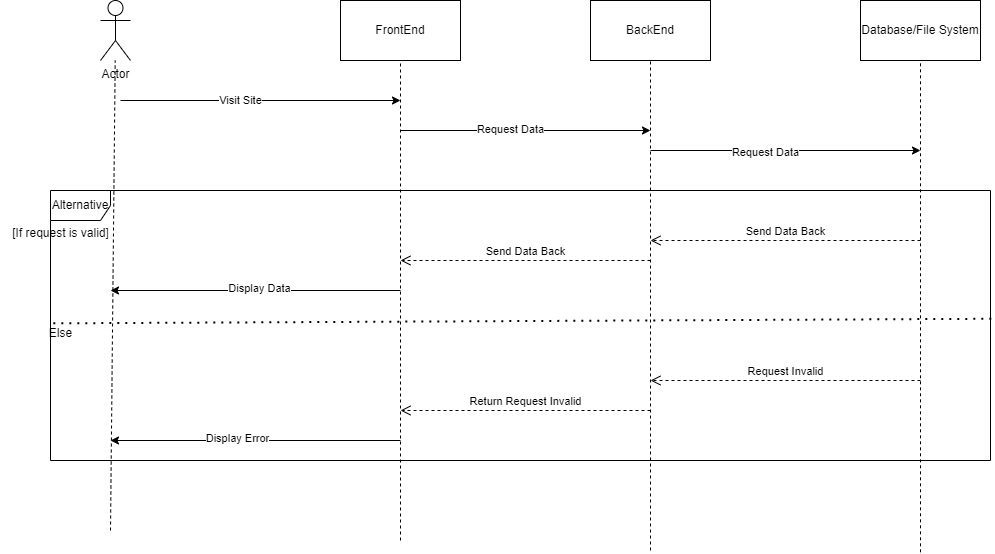 FrontEnd
BackEnd
Database/File System
Actor
Visit Site
Request Data
Request Data
Alternative
[If request is valid]
Send Data Back
Send Data Back
Display Data
Else
Request Invalid
Return Request Invalid
Display Error